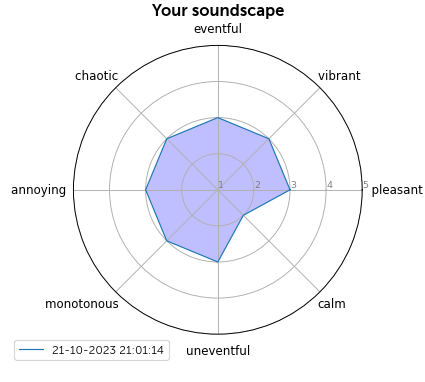 Your soundscape
eventful
chaotic
vibrant
annoying
1 2 3 4 5
pleasant
monotonous
calm
uneventful
21-10-2023 21:01:14